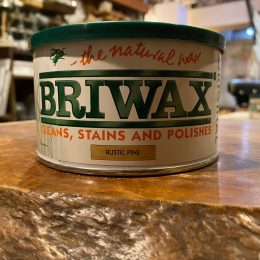 the natural wax
BRIWAX
CLEANS, STAINS AND POLISHES
RUSTIC PINE